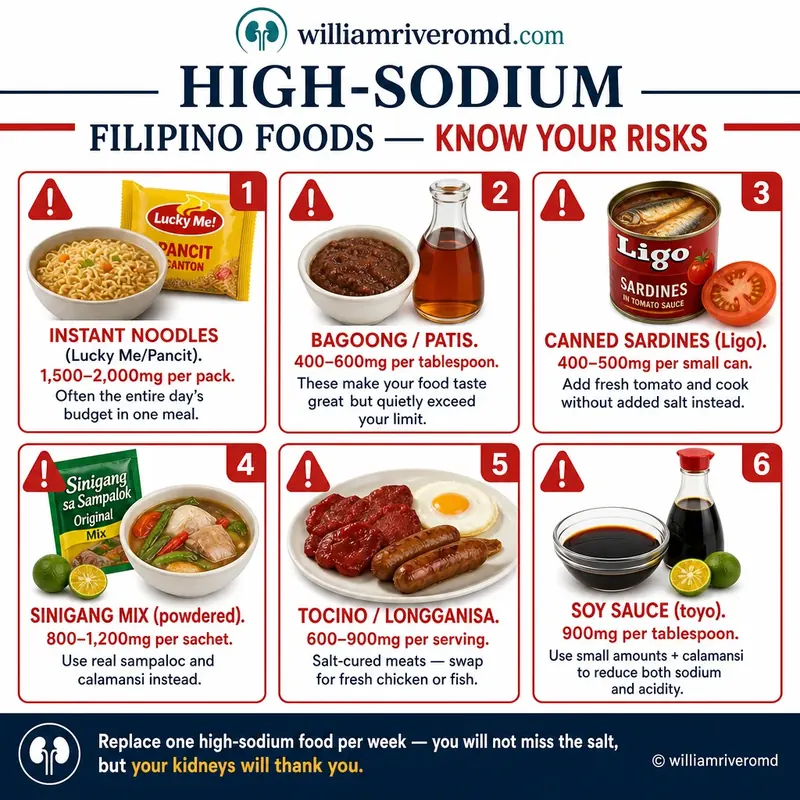 williamriveromd.com
HIGH-SODIUM
FILIPINO FOODS — KNOW YOUR RISKS
1
Lucky Me!
PANCIT
CANTON
INSTANT NOODLES
(Lucky Me/Pancit).
1,500–2,000mg per pack.
Often the entire day's
budget in one meal.
2
BAGOONG / PATIS.
400–600mg per tablespoon.
These make your food taste
great but quietly exceed
your limit.
3
Ligo
SARDINES
IN TOMATO SAUCE
CANNED SARDINES (Ligo).
400–500mg per small can.
Add fresh tomato and cook
without added salt instead.
4
Sinigang
sa Sampalok
Original
Mix
SINIGANG MIX (powdered).
800–1,200mg per sachet.
Use real sampaloc and
calamansi instead.
5
TOCINO / LONGGANISA.
600–900mg per serving.
Salt-cured meats — swap
for fresh chicken or fish.
6
SOY SAUCE (toyo).
900mg per tablespoon.
Use small amounts + calamansi
to reduce both sodium
and acidity.
Replace one high-sodium food per week — you will not miss the salt,
but your kidneys will thank you.
© williamriveromd